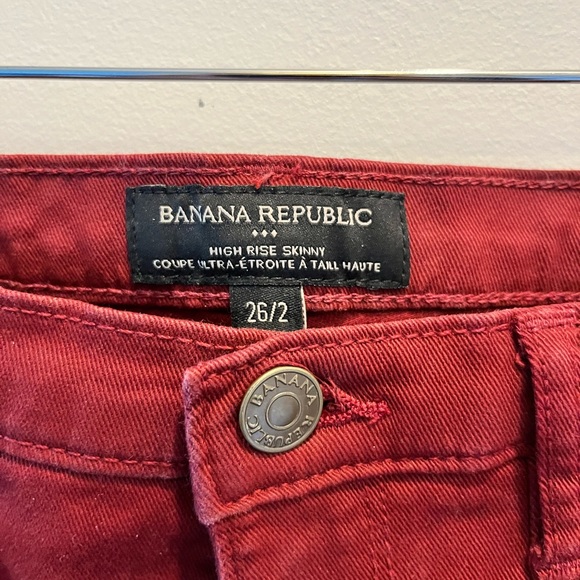 BANANA REPUBLIC
HIGH RISE SKINNY
COUPE ULTRA-ÉTROITE À TAILL HAUTE
26/2
BANANA REPUBLIC